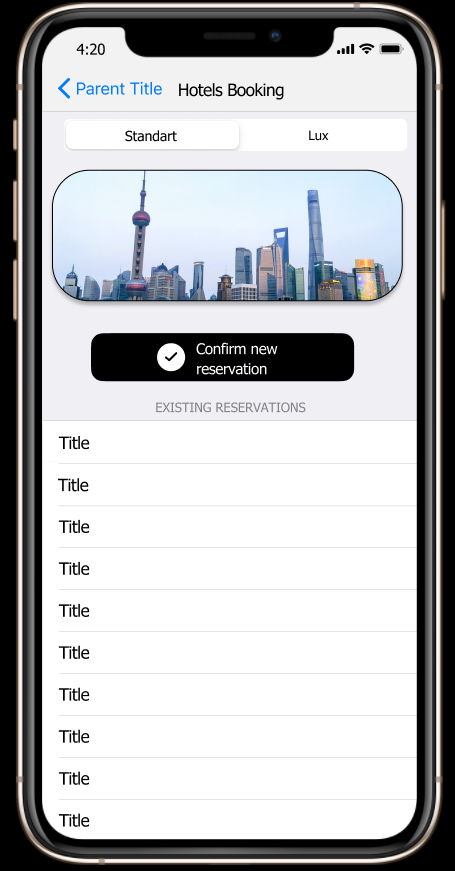 4:20
Parent Title Hotels Booking
Standart Lux
Confirm new
reservation
EXISTING RESERVATIONS
Title
Title
Title
Title
Title
Title
Title
Title
Title
Title